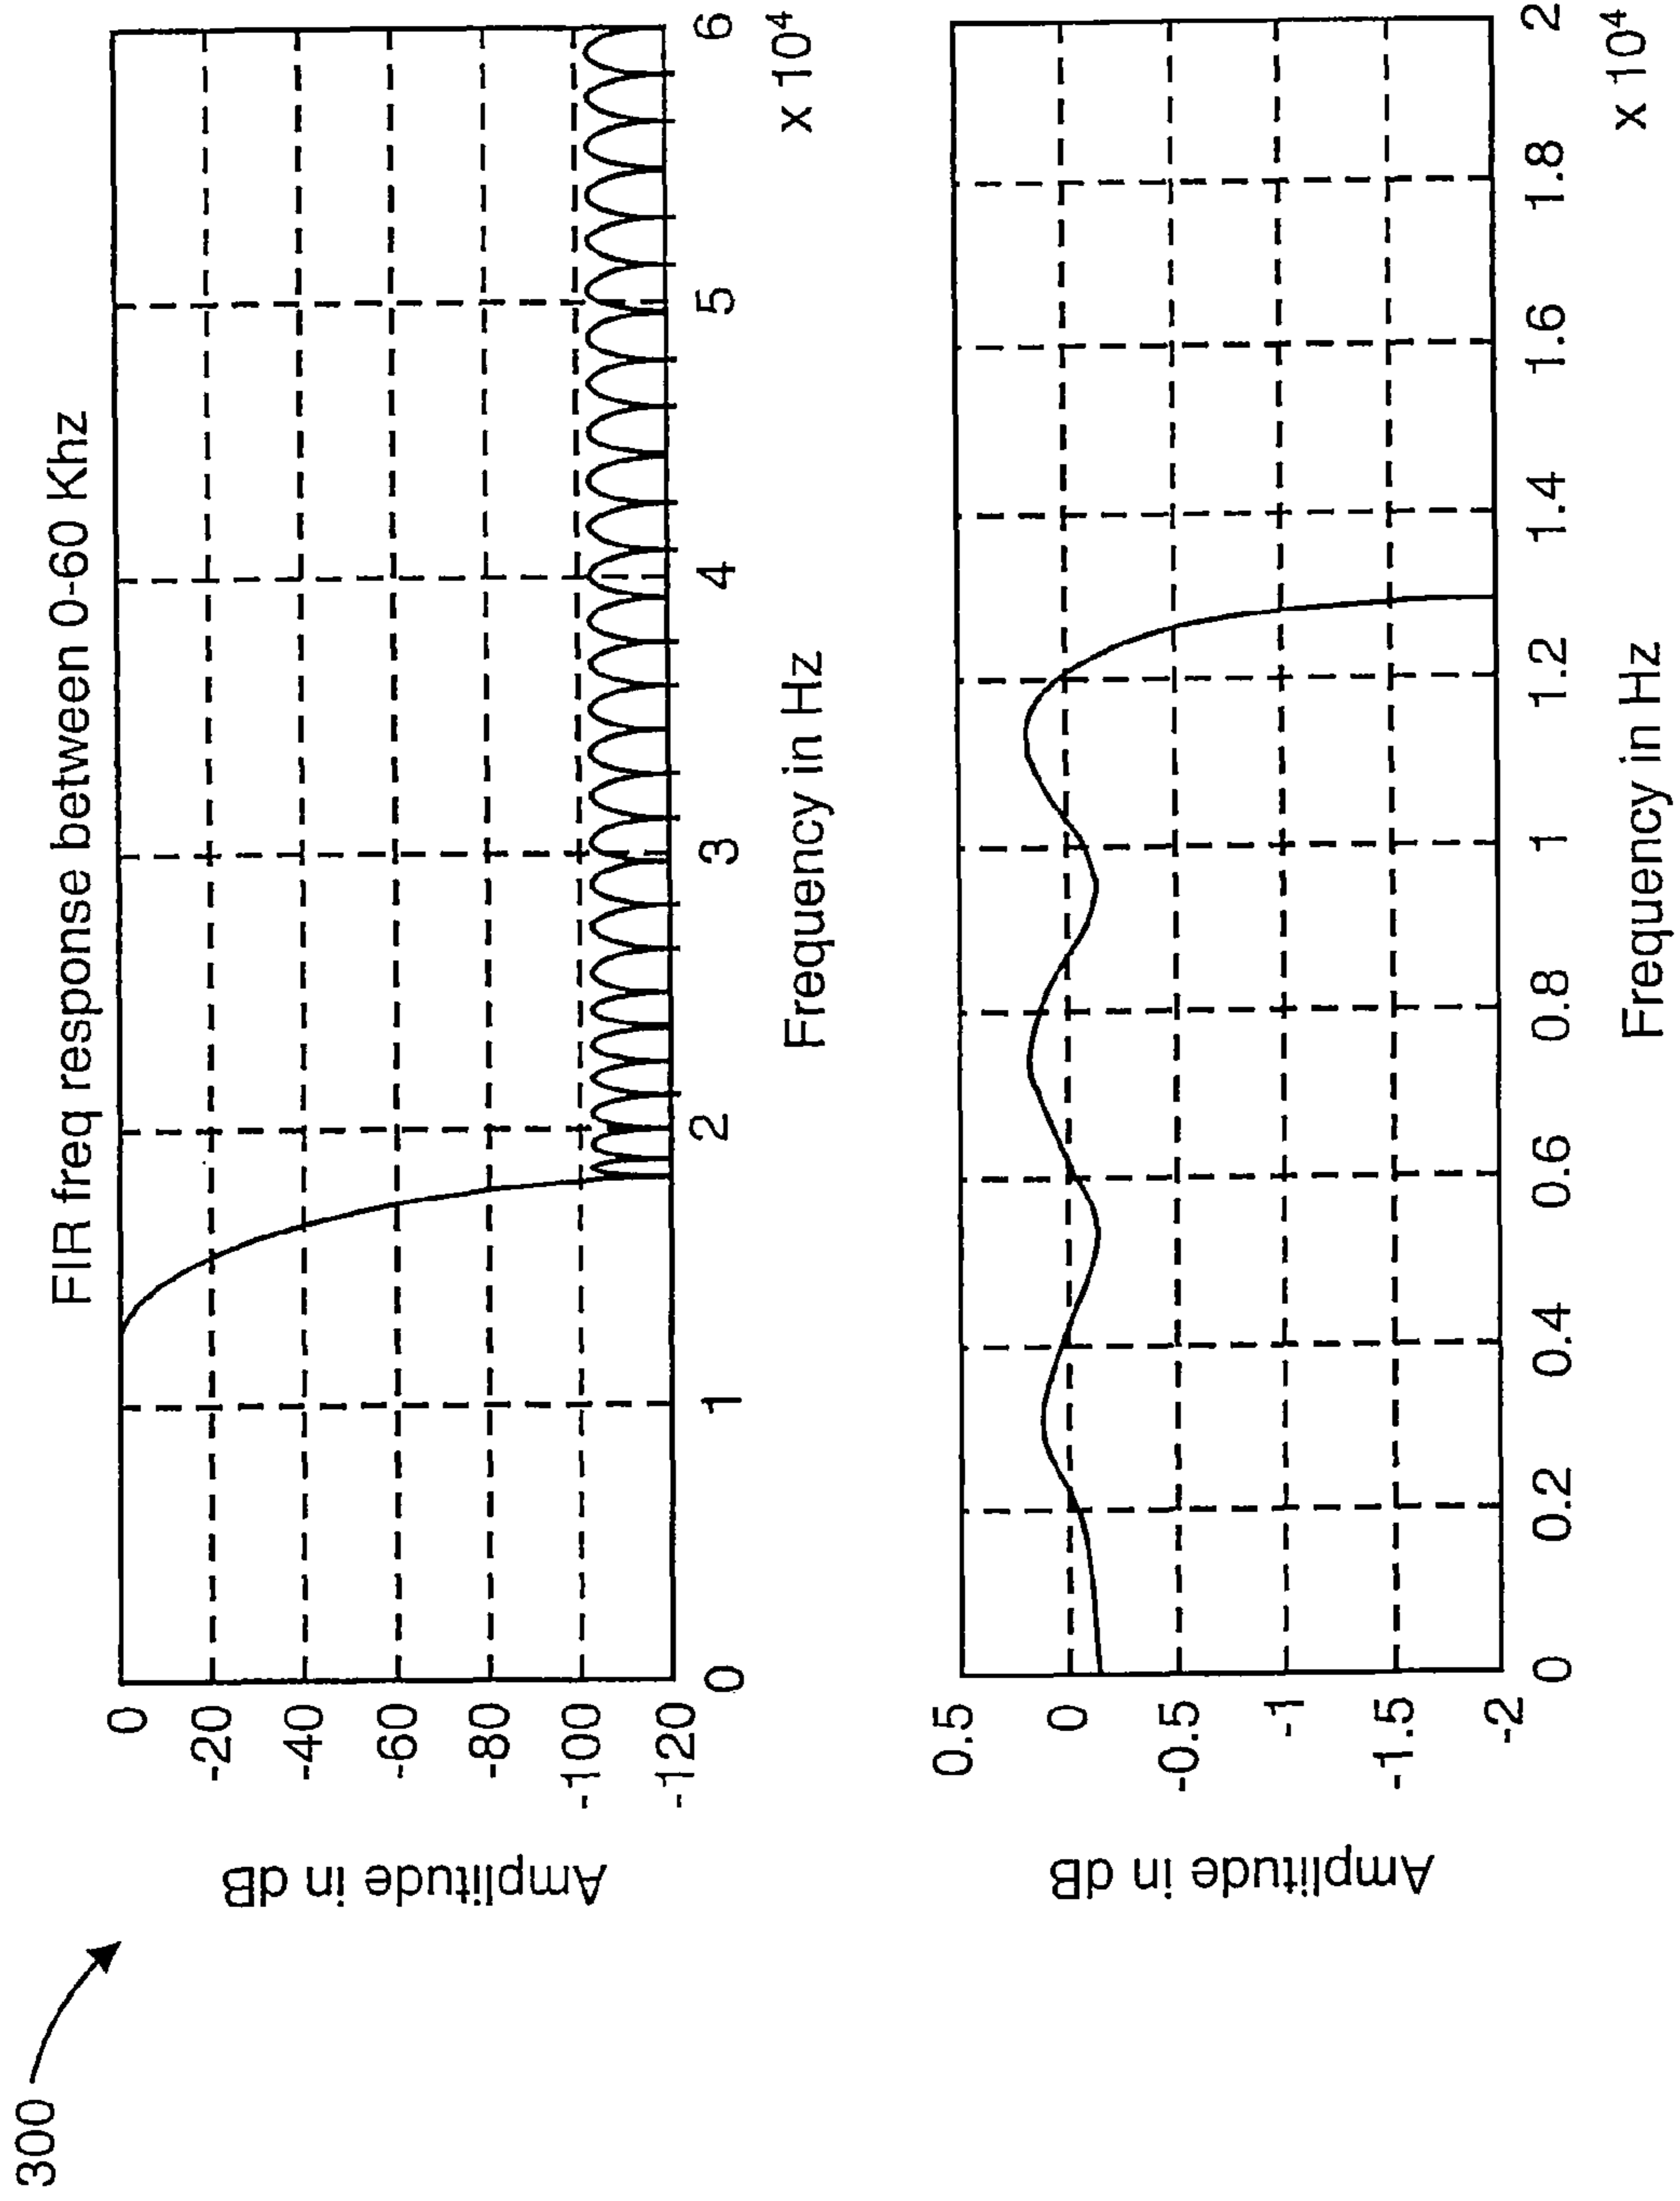 300
FIR freq response between 0-60 Khz
Amplitude in dB
0
-20
-40
-60
-80
-100
-120
0 1 2 3 4 5 6
x 10⁴
Frequency in Hz
Amplitude in dB
0.5
0
-0.5
-1
-1.5
-2
0 0.2 0.4 0.6 0.8 1 1.2 1.4 1.6 1.8 2
x 10⁴
Frequency in Hz